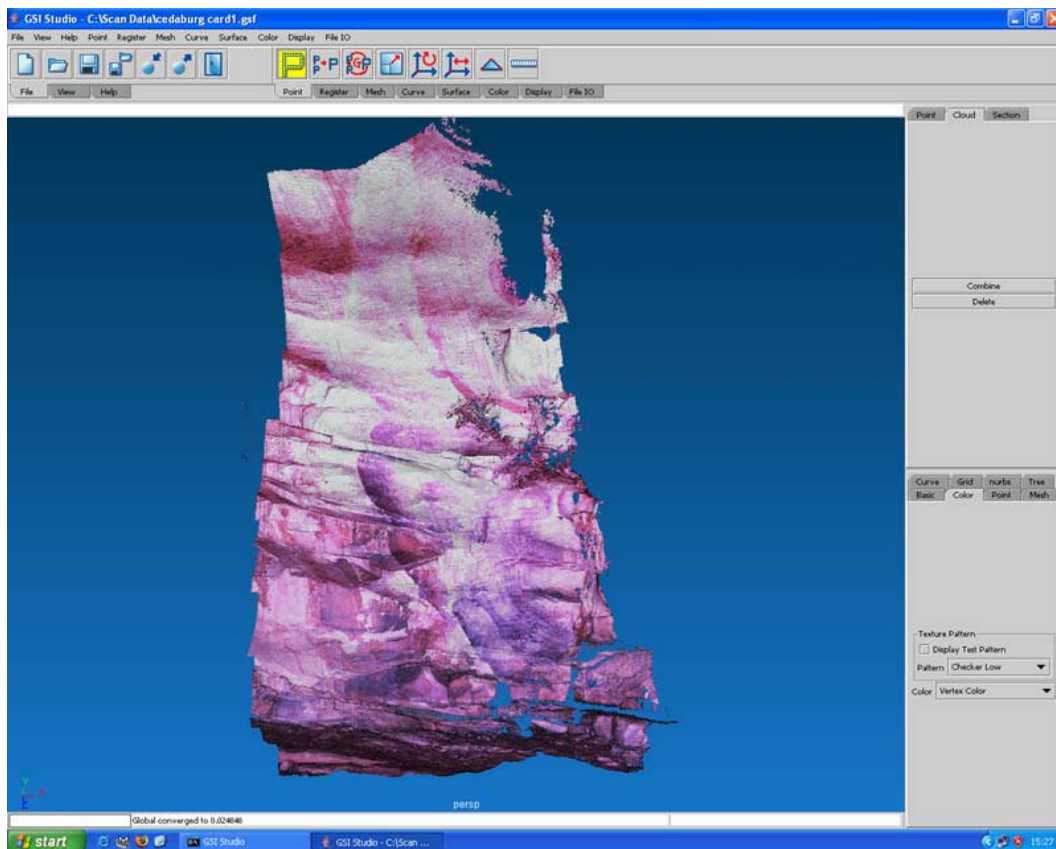 GSI Studio - C:\Scan Data\cedaburg card1.gsf
File View Help Point Register Mesh Curve Surface Color Display File IO
File View Help Point Register Mesh Curve Surface Color Display File IO
Point Cloud Section
Combine
Delete
Curve Grid nurbs Tree
Basic Color Point Mesh
Texture Pattern
Display Test Pattern
Pattern Checker Low
Color Vertex Color
persp
Global converged to 0.024848
start GSI Studio GSI Studio - C:\Scan ... 15:27